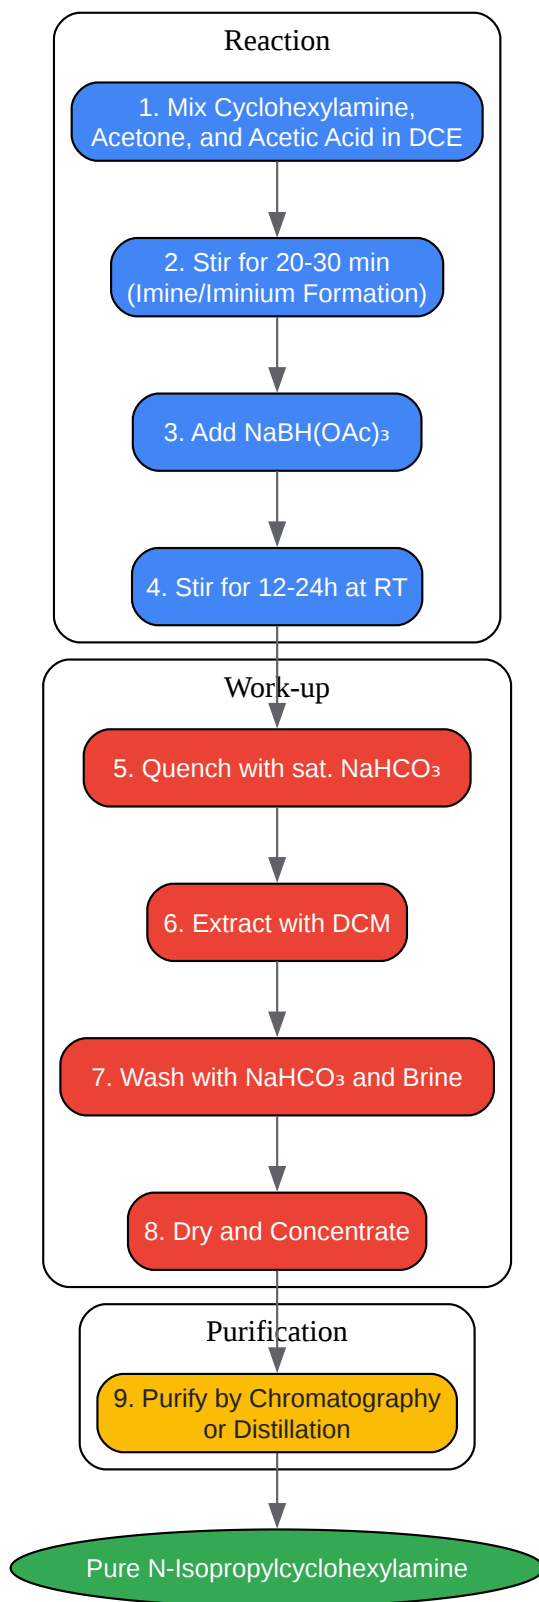 Reaction
1. Mix Cyclohexylamine,
Acetone, and Acetic Acid in DCE
2. Stir for 20-30 min
(Imine/Iminium Formation)
3. Add NaBH(OAc)₃
4. Stir for 12-24h at RT
Work-up
5. Quench with sat. NaHCO₃
6. Extract with DCM
7. Wash with NaHCO₃ and Brine
8. Dry and Concentrate
Purification
9. Purify by Chromatography
or Distillation
Pure N-Isopropylcyclohexylamine